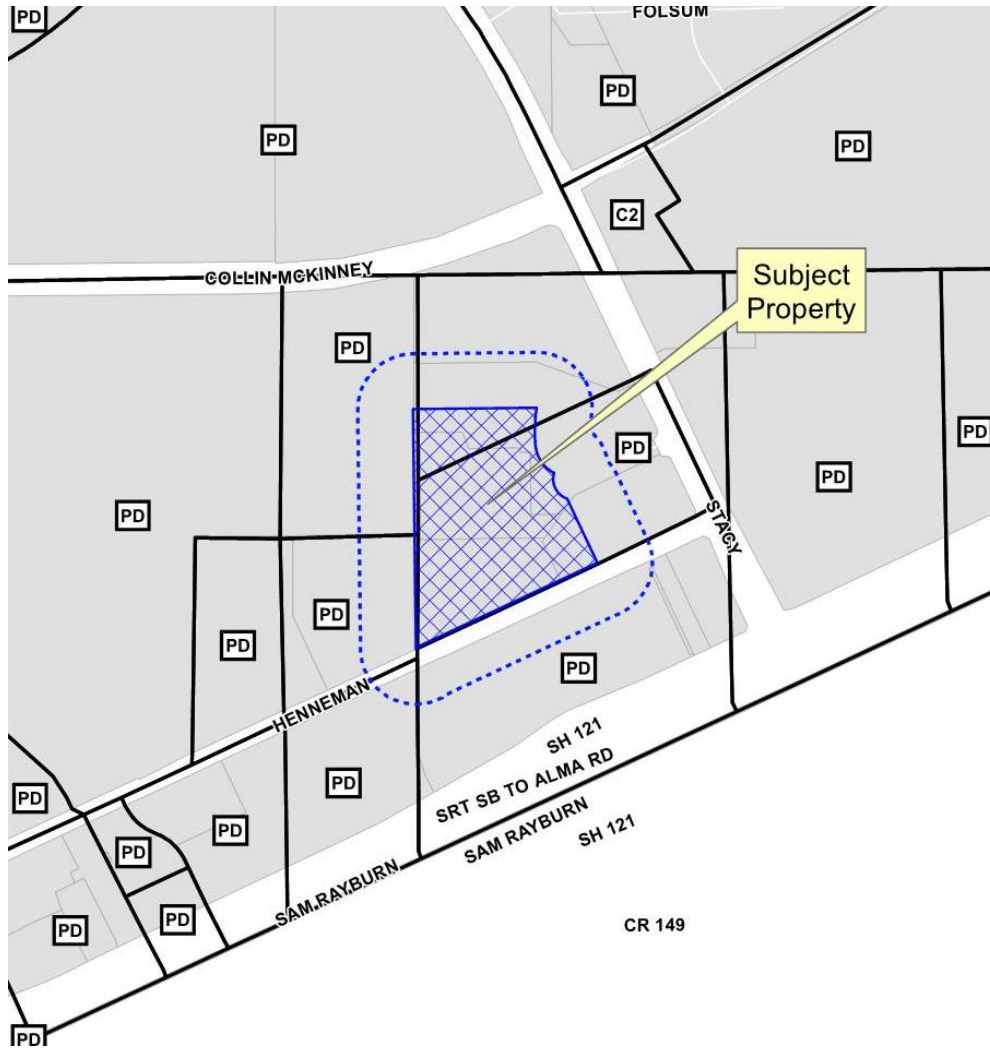 FOLSUM
PD
PD
PD
PD
PD
C2
COLLIN MCKINNEY
Subject
Property
PD
PD
PD
PD
PD
STACY
PD
PD
PD
HENNEMAN
SH 121
SRT SB TO ALMA RD
PD
PD
SAM RAYBURN
SH 121
PD
PD
SAM RAYBURN
PD
PD
CR 149
PD